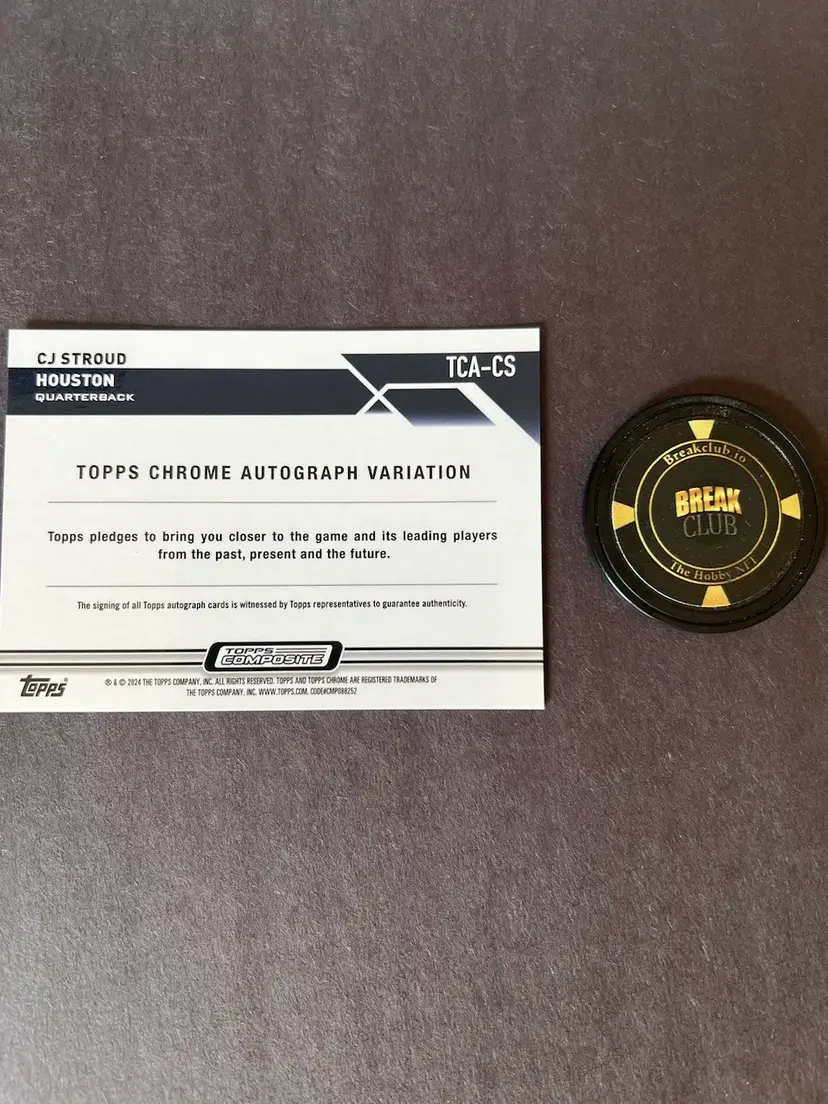 CJ STROUD
HOUSTON
QUARTERBACK
TCA-CS
TOPPS CHROME AUTOGRAPH VARIATION
Topps pledges to bring you closer to the game and its leading players
from the past, present and the future.
The signing of all Topps autograph cards is witnessed by Topps representatives to guarantee authenticity.
TOPPS
COMPOSITE
topps
® & © 2024 THE TOPPS COMPANY, INC. ALL RIGHTS RESERVED. TOPPS AND TOPPS CHROME ARE REGISTERED TRADEMARKS OF
THE TOPPS COMPANY, INC. WWW.TOPPS.COM. CODE#CMP088252
Breakclub.io
BREAK
CLUB
The Hobby NFT